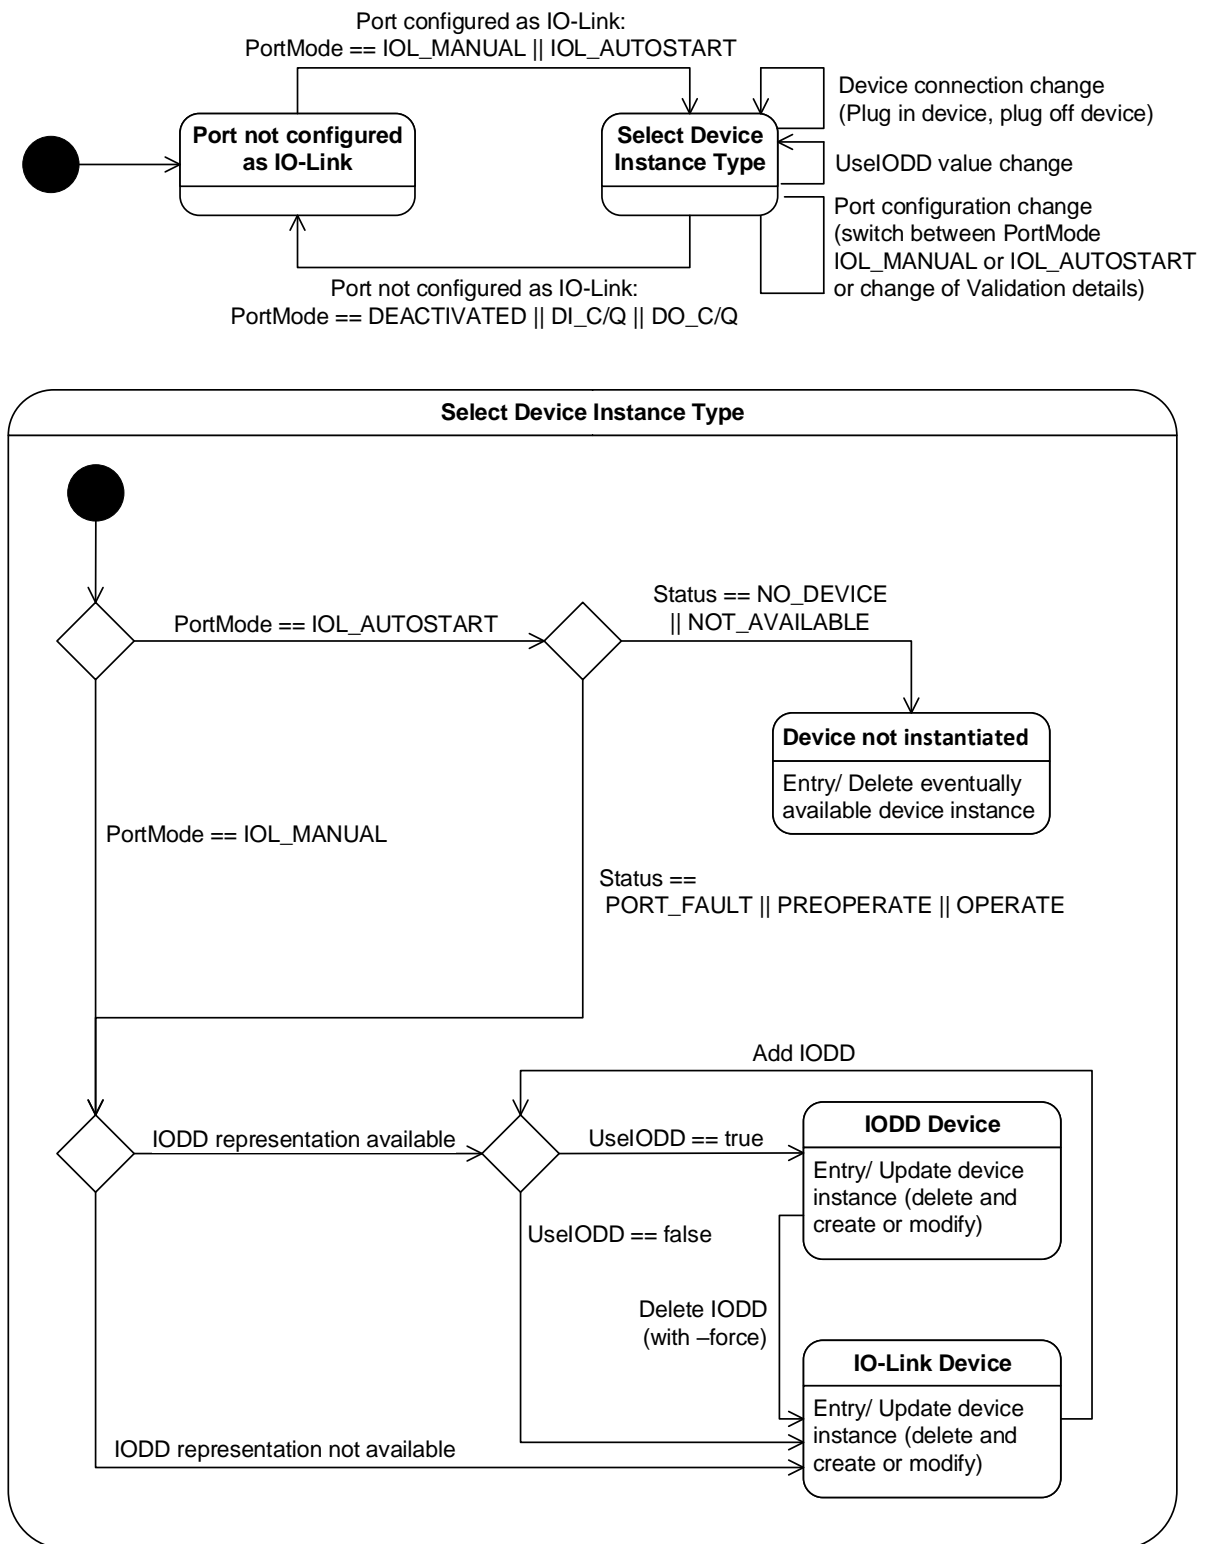 Port configured as IO-Link:
PortMode == IOL_MANUAL || IOL_AUTOSTART
Port not configured
as IO-Link
Select Device
Instance Type
Device connection change
(Plug in device, plug off device)
UseIODD value change
Port configuration change
(switch between PortMode
IOL_MANUAL or IOL_AUTOSTART
or change of Validation details)
Port not configured as IO-Link:
PortMode == DEACTIVATED || DI_C/Q || DO_C/Q
Select Device Instance Type
PortMode == IOL_AUTOSTART
Status == NO_DEVICE
|| NOT_AVAILABLE
Device not instantiated
Entry/ Delete eventually
available device instance
PortMode == IOL_MANUAL
Status ==
PORT_FAULT || PREOPERATE || OPERATE
Add IODD
IODD representation available
UseIODD == true
IODD Device
Entry/ Update device
instance (delete and
create or modify)
UseIODD == false
Delete IODD
(with –force)
IO-Link Device
Entry/ Update device
instance (delete and
create or modify)
IODD representation not available